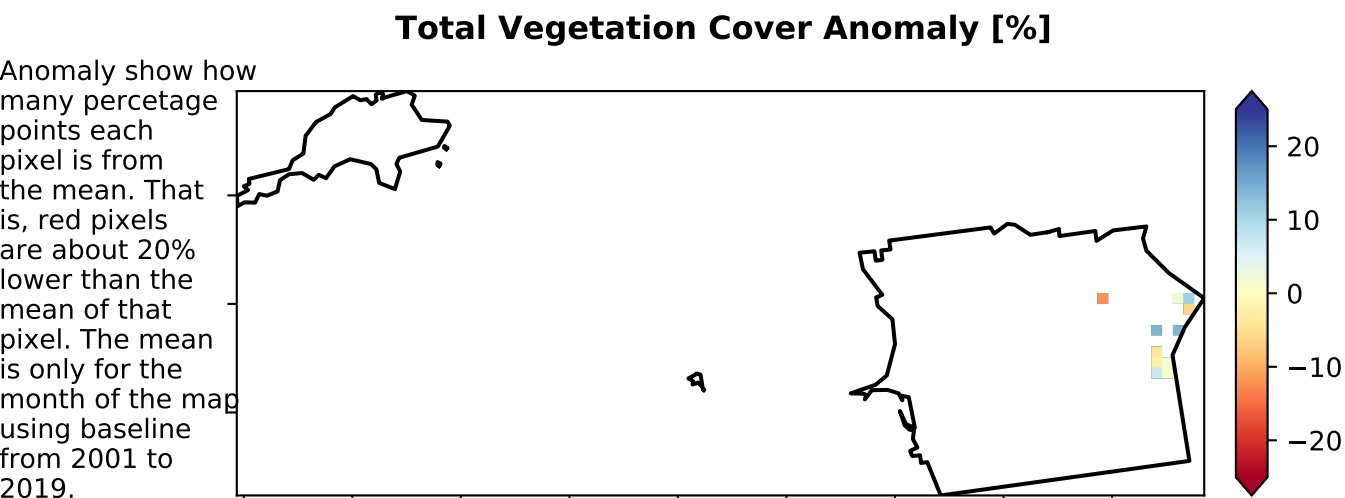 Total Vegetation Cover Anomaly [%]
Anomaly show how
many percetage
points each
pixel is from
the mean. That
is, red pixels
are about 20%
lower than the
mean of that
pixel. The mean
is only for the
month of the map
using baseline
from 2001 to
2019.
20
10
0
−10
−20